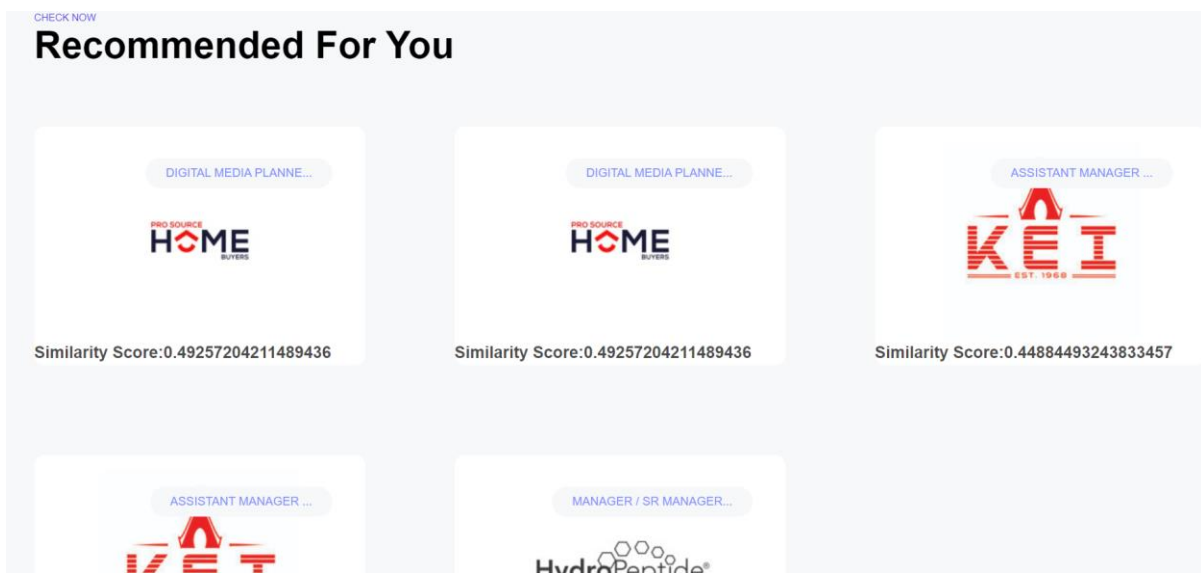 CHECK NOW
Recommended For You
DIGITAL MEDIA PLANNE...
DIGITAL MEDIA PLANNE...
ASSISTANT MANAGER ...
PRO SOURCE
HOME
BUYERS
PRO SOURCE
HOME
BUYERS
KEI
EST. 1968
Similarity Score:0.49257204211489436
Similarity Score:0.49257204211489436
Similarity Score:0.44884493243833457
ASSISTANT MANAGER ...
MANAGER / SR MANAGER...
KEI
HydroPeptide®